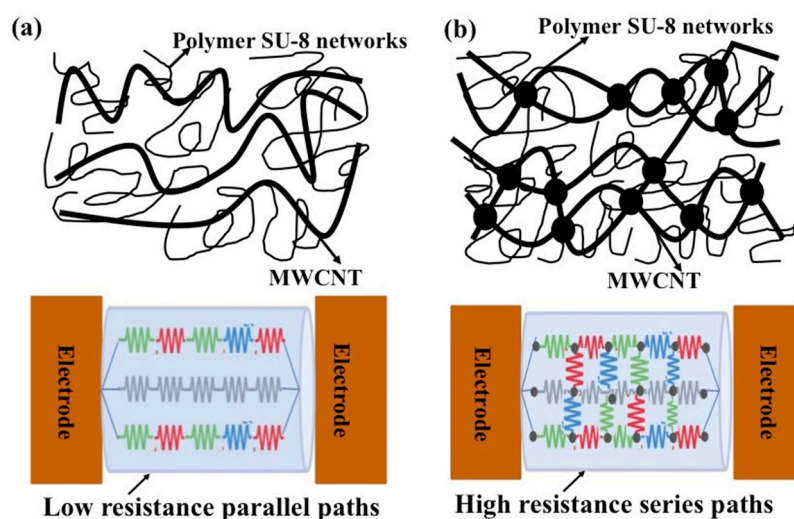 (a)
Polymer SU-8 networks
MWCNT
Electrode
Electrode
Low resistance parallel paths
(b)
Polymer SU-8 networks
MWCNT
Electrode
Electrode
High resistance series paths